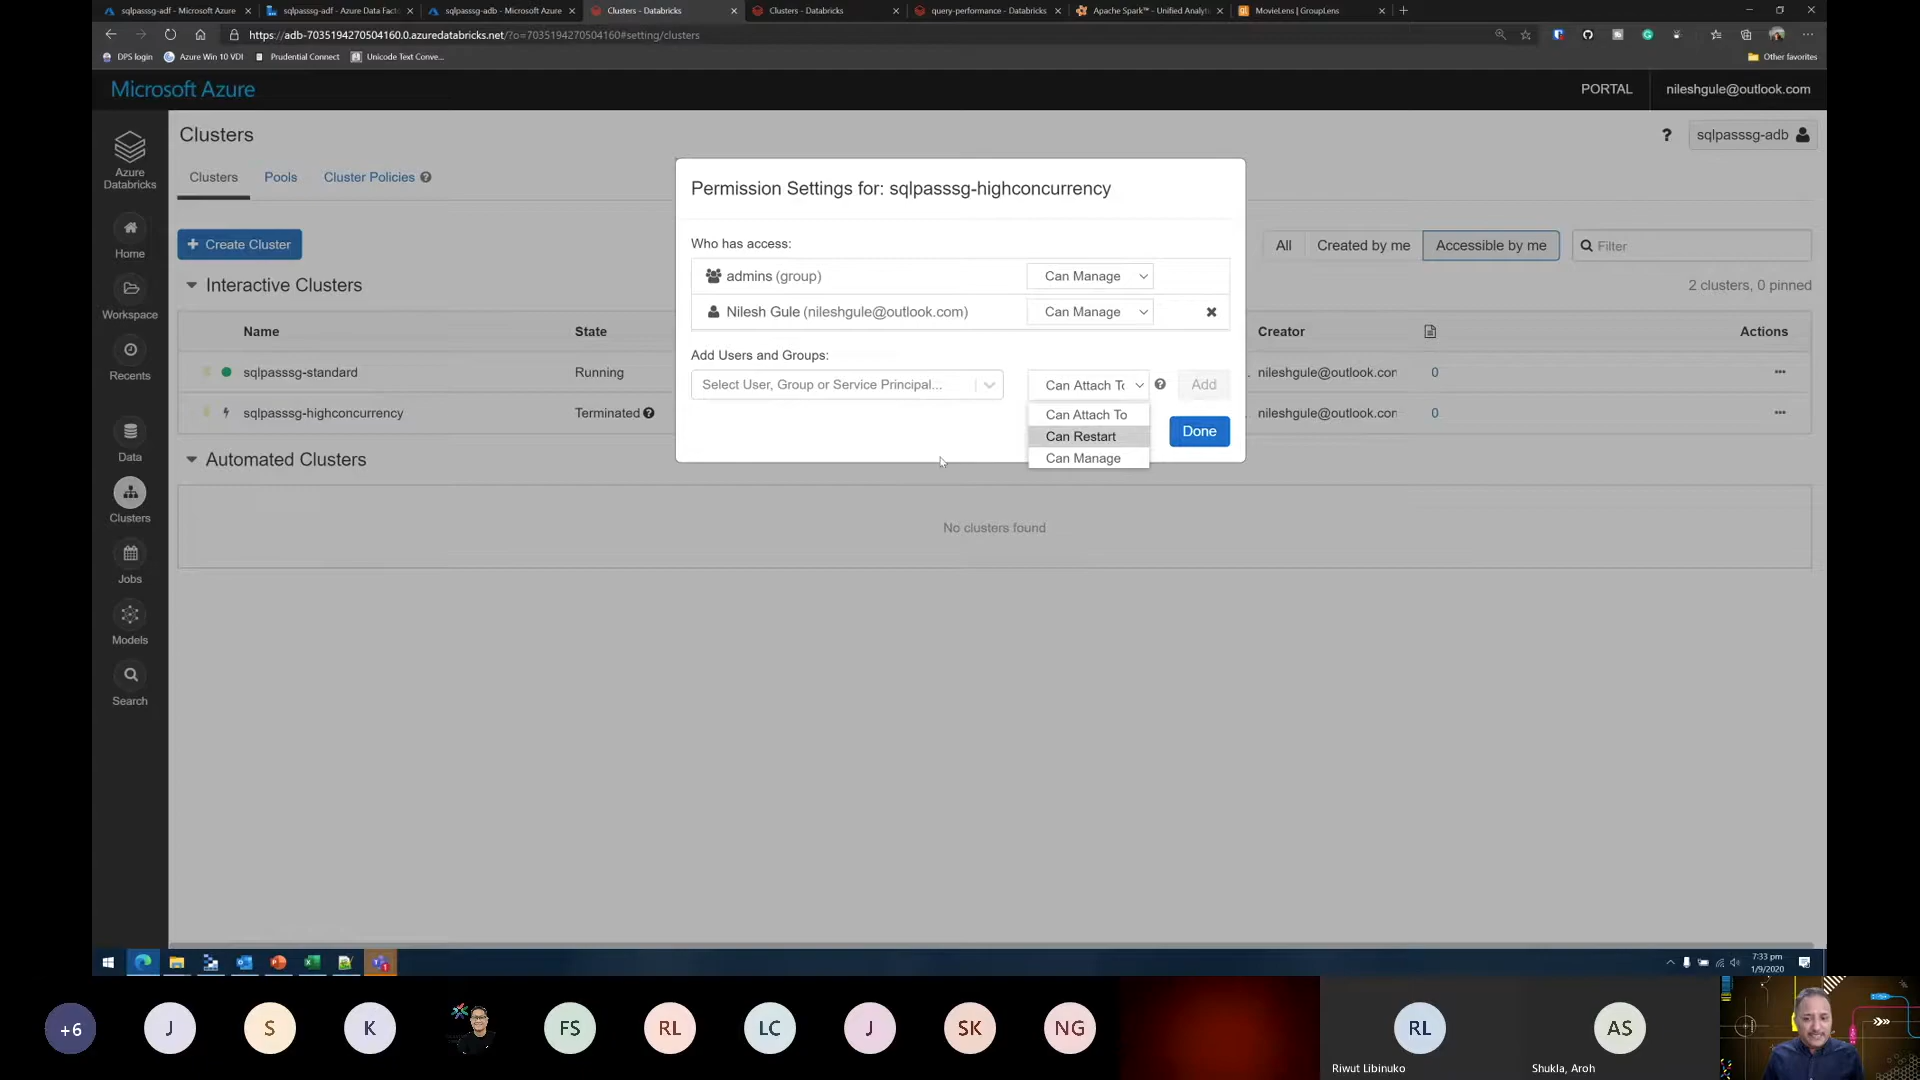 sqlpasssg-adf - Microsoft Azure
sqlpasssg-adf - Azure Data Facto
sqlpasssg-adb - Microsoft Azure
Clusters - Databricks
Clusters - Databricks
query-performance - Databricks
Apache Spark™ - Unified Analyti
MovieLens | GroupLens
https://adb-7035194270504160.0.azuredatabricks.net/?o=7035194270504160#setting/clusters
DPS login
Azure Win 10 VDI
Prudential Connect
Unicode Text Conve...
Other favorites
Microsoft Azure
PORTAL
nileshgule@outlook.com
Azure
Databricks
Home
Workspace
Recents
Data
Clusters
Jobs
Models
Search
Clusters
?
sqlpasssg-adb
Clusters
Pools
Cluster Policies
Create Cluster
All
Created by me
Accessible by me
Filter
Interactive Clusters
2 clusters, 0 pinned
Name
State
Creator
Actions
sqlpasssg-standard
Running
nileshgule@outlook.com
0
sqlpasssg-highconcurrency
Terminated
nileshgule@outlook.com
0
Automated Clusters
No clusters found
Permission Settings for: sqlpasssg-highconcurrency
Who has access:
admins (group)
Can Manage
Nilesh Gule (nileshgule@outlook.com)
Can Manage
Add Users and Groups:
Select User, Group or Service Principal...
Can Attach To
Add
Can Attach To
Can Restart
Can Manage
Done
7:33 pm
1/9/2020
+6
J
S
K
FS
RL
LC
J
SK
NG
RL
Riwut Libinuko
AS
Shukla, Aroh